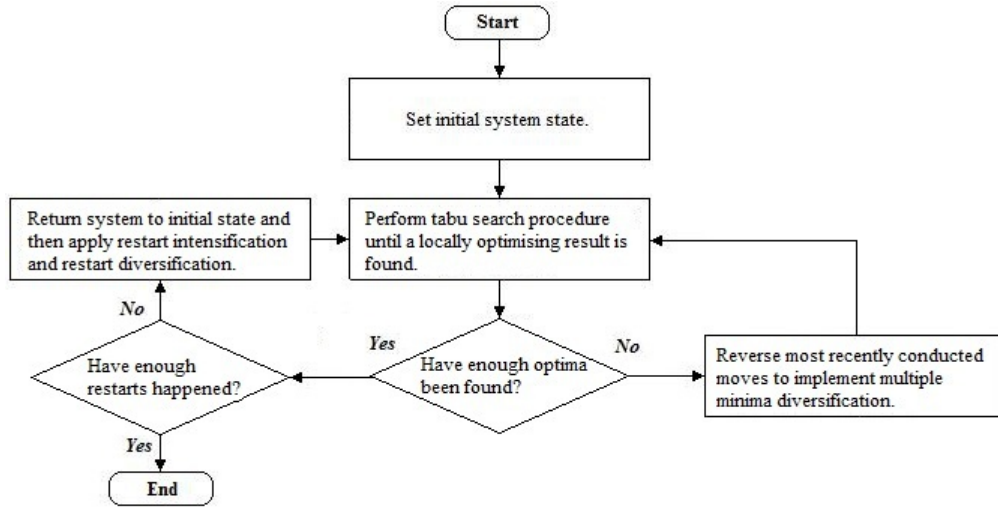 Start
Set initial system state.
Return system to initial state and
then apply restart intensification
and restart diversification.
Perform tabu search procedure
until a locally optimising result is
found.
No
Yes
No
Have enough
restarts happened?
Have enough optima
been found?
Reverse most recently conducted
moves to implement multiple
minima diversification.
Yes
End